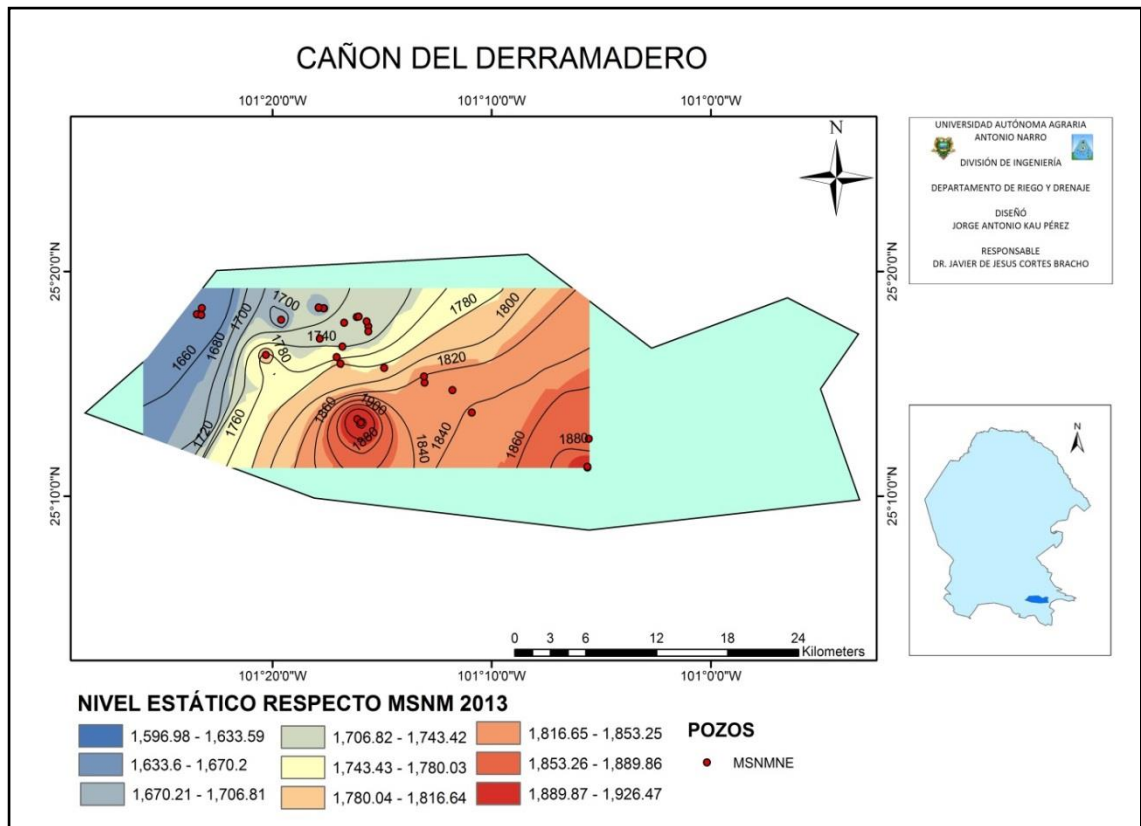 CAÑON DEL DERRAMADERO
101°20'0"W
101°10'0"W
101°0'0"W
N
25°20'0"N
25°20'0"N
25°10'0"N
25°10'0"N
1700
1700
1680
1660
1740
1780
1780
1800
1820
1720
1760
1860
1900
1880
1840
1840
1860
1880
0 3 6 12 18 24
Kilometers
101°20'0"W
101°10'0"W
101°0'0"W
UNIVERSIDAD AUTÓNOMA AGRARIA
ANTONIO NARRO
DIVISIÓN DE INGENIERÍA
DEPARTAMENTO DE RIEGO Y DRENAJE
DISEÑÓ
JORGE ANTONIO KAU PÉREZ
RESPONSABLE
DR. JAVIER DE JESUS CORTES BRACHO
N
NIVEL ESTÁTICO RESPECTO MSNM 2013
1,596.98 - 1,633.59
1,633.6 - 1,670.2
1,670.21 - 1,706.81
1,706.82 - 1,743.42
1,743.43 - 1,780.03
1,780.04 - 1,816.64
1,816.65 - 1,853.25
1,853.26 - 1,889.86
1,889.87 - 1,926.47
POZOS
MSNMNE